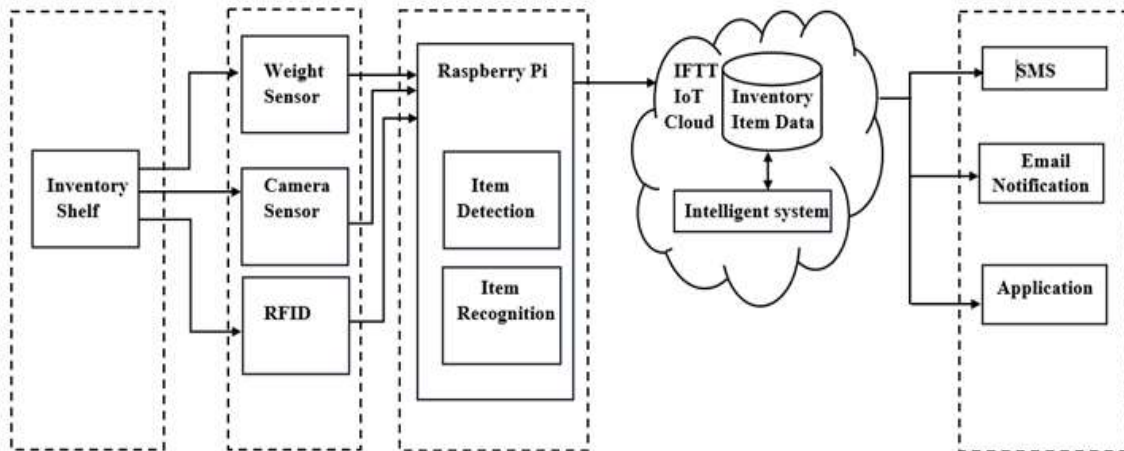 Inventory
Shelf
Weight
Sensor
Camera
Sensor
RFID
Raspberry Pi
Item
Detection
Item
Recognition
IFTT
IoT
Cloud
Inventory
Item Data
Intelligent system
SMS
Email
Notification
Application